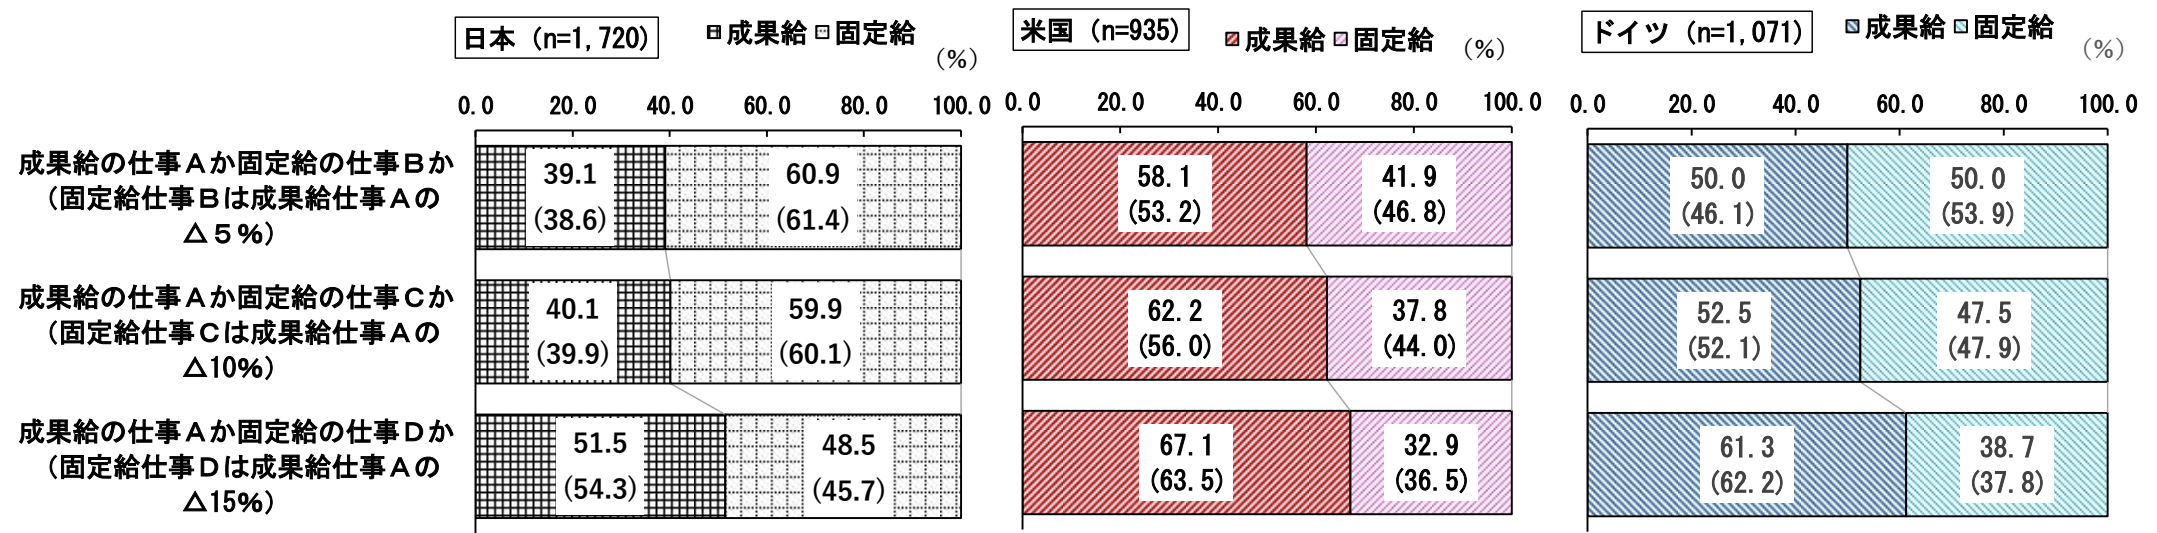 日本（n=1,720）
成果給 固定給
（%）
0.0 20.0 40.0 60.0 80.0 100.0
米国（n=935）
成果給 固定給
（%）
0.0 20.0 40.0 60.0 80.0 100.0
ドイツ（n=1,071）
成果給 固定給
（%）
0.0 20.0 40.0 60.0 80.0 100.0
成果給の仕事Ａか固定給の仕事Ｂか
（固定給仕事Ｂは成果給仕事Ａの
△５%）
39.1 60.9
(38.6) (61.4)
58.1 41.9
(53.2) (46.8)
50.0 50.0
(46.1) (53.9)
成果給の仕事Ａか固定給の仕事Ｃか
（固定給仕事Ｃは成果給仕事Ａの
△10%）
40.1 59.9
(39.9) (60.1)
62.2 37.8
(56.0) (44.0)
52.5 47.5
(52.1) (47.9)
成果給の仕事Ａか固定給の仕事Ｄか
（固定給仕事Ｄは成果給仕事Ａの
△15%）
51.5 48.5
(54.3) (45.7)
67.1 32.9
(63.5) (36.5)
61.3 38.7
(62.2) (37.8)